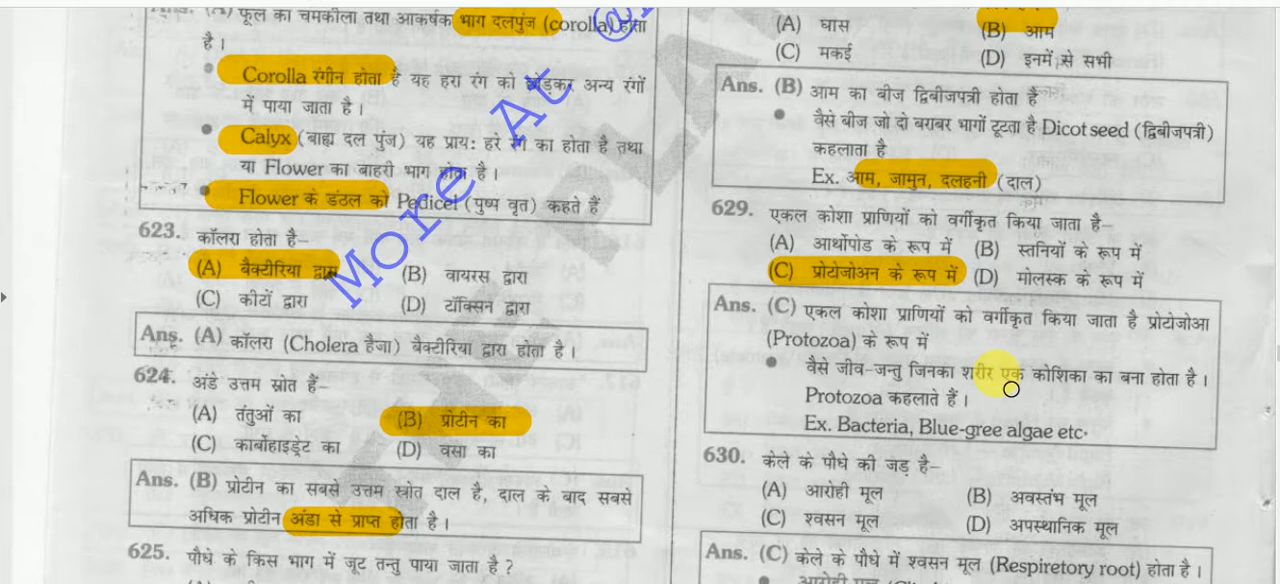 Ans. (A) फूल का चमकीला तथा आकर्षक भाग दलपुंज (corolla) होता
है।
Corolla रंगीन होता है यह हरा रंग को छोड़कर अन्य रंगों
में पाया जाता है।
Calyx (बाह्य दल पुंज) यह प्राय: हरे रंग का होता है तथा
या Flower का बाहरी भाग होता है।
Flower के डंठल को Pedicel (पुष्प वृत) कहते हैं
623. कॉलरा होता है–
(A) बैक्टीरिया द्वारा (B) वायरस द्वारा
(C) कीटों द्वारा (D) टॉक्सिन द्वारा
Ans. (A) कॉलरा (Cholera हैजा) बैक्टीरिया द्वारा होता है।
624. अंडे उत्तम स्रोत हैं–
(A) तंतुओं का (B) प्रोटीन का
(C) कार्बोहाइड्रेट का (D) वसा का
Ans. (B) प्रोटीन का सबसे उत्तम स्रोत दाल है, दाल के बाद सबसे
अधिक प्रोटीन अंडा से प्राप्त होता है।
625. पौधे के किस भाग में जूट तन्तु पाया जाता है ?
(A) घास (B) आम
(C) मकई (D) इनमें से सभी
Ans. (B) आम का बीज द्विबीजपत्री होता है
वैसे बीज जो दो बराबर भागों टूटता है Dicot seed (द्विबीजपत्री)
कहलाता है
Ex. आम, जामुन, दलहनी (दाल)
629. एकल कोशा प्राणियों को वर्गीकृत किया जाता है–
(A) आर्थोपोड के रूप में (B) स्तनियों के रूप में
(C) प्रोटोजोअन के रूप में (D) मोलस्क के रूप में
Ans. (C) एकल कोशा प्राणियों को वर्गीकृत किया जाता है प्रोटोजोआ
(Protozoa) के रूप में
वैसे जीव-जन्तु जिनका शरीर एक कोशिका का बना होता है।
Protozoa कहलाते हैं।
Ex. Bacteria, Blue-gree algae etc.
630. केले के पौधे की जड़ है–
(A) आरोही मूल (B) अवस्तंभ मूल
(C) श्वसन मूल (D) अपस्थानिक मूल
Ans. (C) केले के पौधे में श्वसन मूल (Respiretory root) होता है।
More At